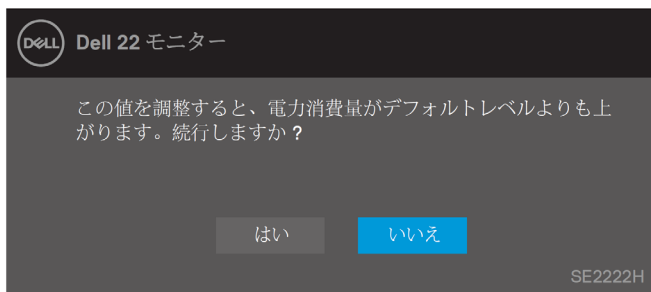 DELL
Dell 22 モニター
この値を調整すると、電力消費量がデフォルトレベルよりも上
がります。続行しますか ?
はい
いいえ
SE2222H